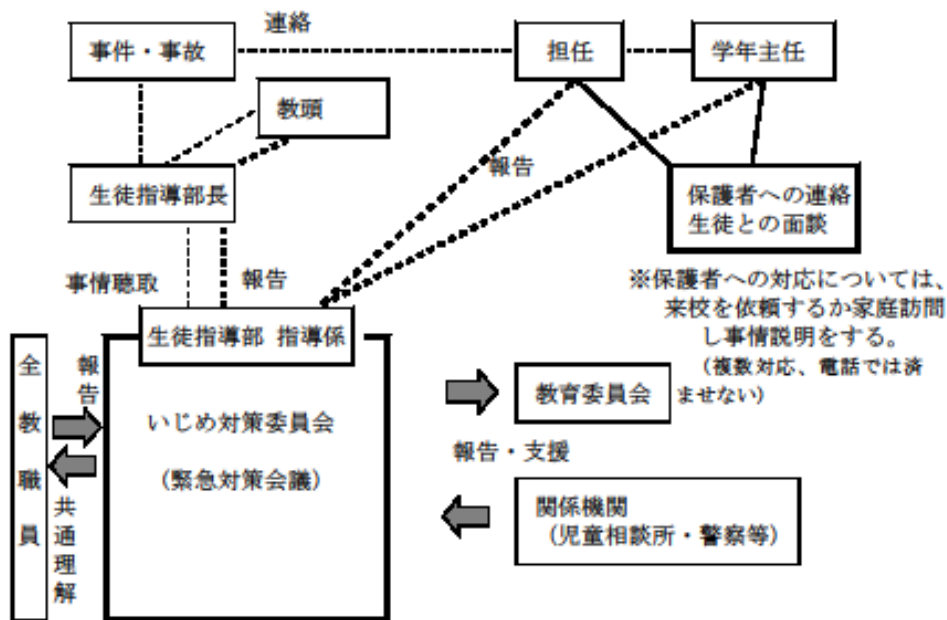 連絡
事件・事故
担任
学年主任
教頭
報告
生徒指導部長
保護者への連絡
生徒との面談
事情聴取
報告
※保護者への対応については、
来校を依頼するか家庭訪問
し事情説明をする。
（複数対応、電話では済
ませない）
生徒指導部 指導係
全教職員
報告
共通理解
いじめ対策委員会
（緊急対策会議）
教育委員会
報告・支援
関係機関
（児童相談所・警察等）